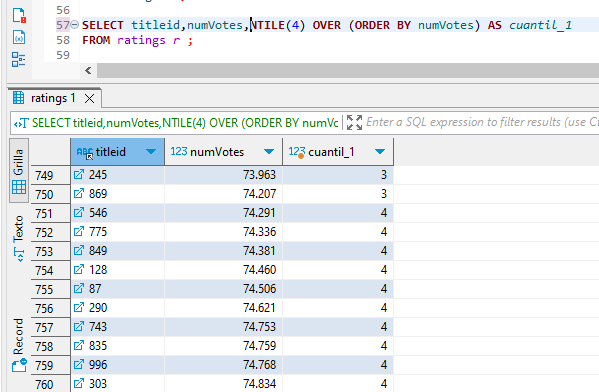 56
57 SELECT titleid,numVotes,NTILE(4) OVER (ORDER BY numVotes) AS cuantil_1
58 FROM ratings r ;
59
ratings 1
SELECT titleid,numVotes,NTILE(4) OVER (ORDER BY numVo
Enter a SQL expression to filter results (use Ct
Grilla
Texto
Record
ABC titleid 123 numVotes 123 cuantil_1
749 245 73.963 3
750 869 74.207 3
751 546 74.291 4
752 775 74.336 4
753 849 74.381 4
754 128 74.460 4
755 87 74.506 4
756 290 74.621 4
757 743 74.753 4
758 835 74.759 4
759 996 74.768 4
760 303 74.834 4